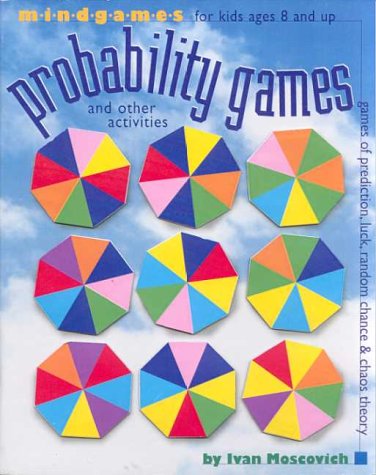 mindgames for kids ages 8 and up
probability games
and other
activities
games of prediction, luck, random chance & chaos theory
by Ivan Moscovich